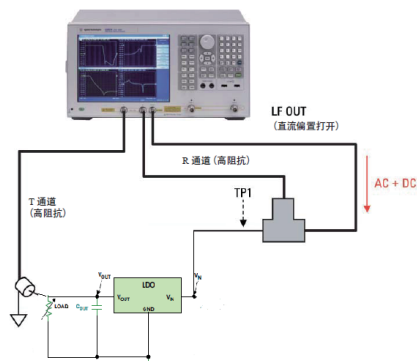 LF OUT
(直流偏置打开)
R 通道 (高阻抗)
TP1
AC + DC
T 通道
(高阻抗)
VOUT
LDO
VIN
LOAD
COUT
VOUT
VIN
GND